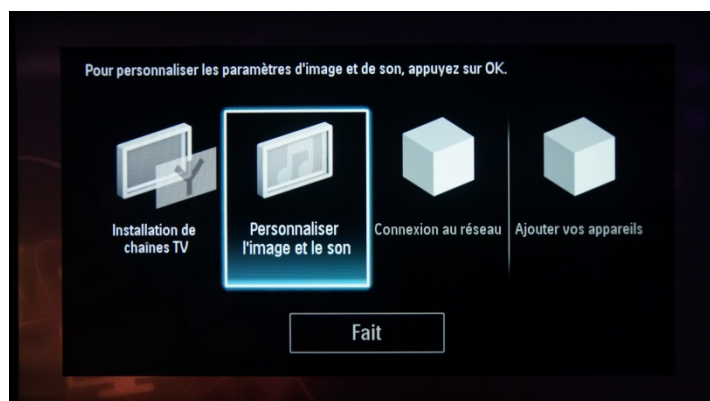 Pour personnaliser les paramètres d'image et de son, appuyez sur OK.
Installation de
chaînes TV
Personnaliser
l'image et le son
Connexion au réseau
Ajouter vos appareils
Fait